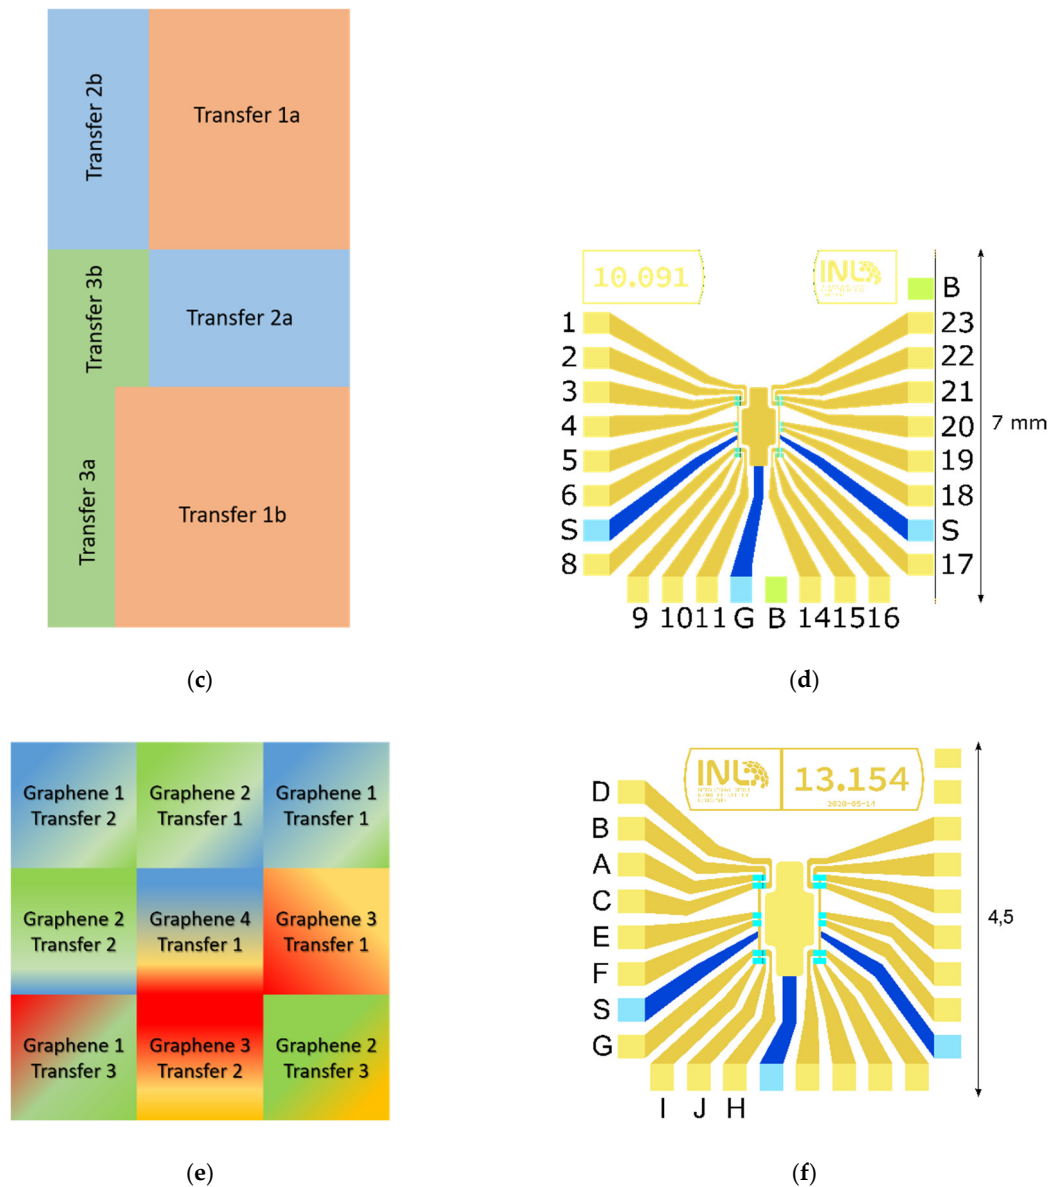 Transfer 2b
Transfer 1a
Transfer 3b
Transfer 2a
Transfer 3a
Transfer 1b
(c)
10.091
INL
B
1
2
3
4
5
6
S
8
23
22
21
20
19
18
S
17
7 mm
9 10 11 G B 14 15 16
(d)
Graphene 1
Transfer 2
Graphene 2
Transfer 1
Graphene 1
Transfer 1
Graphene 2
Transfer 2
Graphene 4
Transfer 1
Graphene 3
Transfer 1
Graphene 1
Transfer 3
Graphene 3
Transfer 2
Graphene 2
Transfer 3
(e)
INL
13.154
2020-05-14
D
B
A
C
E
F
S
G
4,5
I J H
(f)